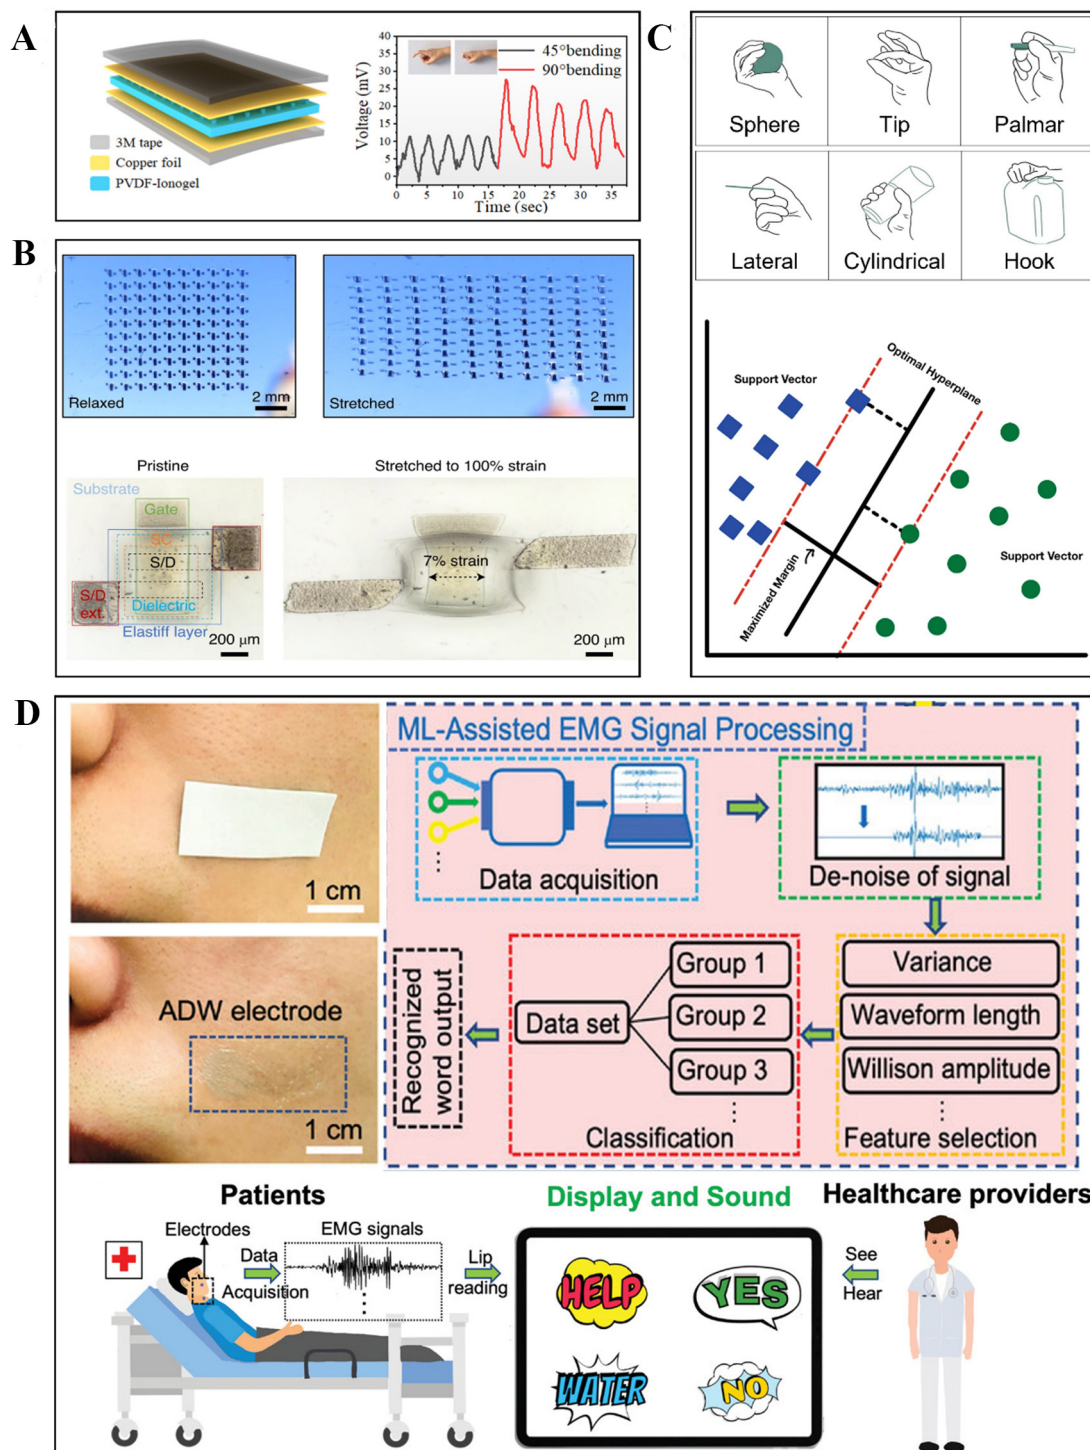 A
3M tape
Copper foil
PVDF-Ionogel
Voltage (mV)
40
35
30
25
20
15
10
5
0
45°bending
90°bending
0 5 10 15 20 25 30 35
Time (sec)
B
Relaxed
2 mm
Stretched
2 mm
Pristine
Substrate
Gate
SC
S/D
S/D
ext.
Dielectric
Elastiff layer
200 μm
Stretched to 100% strain
7% strain
200 μm
C
Sphere
Tip
Palmar
Lateral
Cylindrical
Hook
Support Vector
Optimal Hyperplane
Maximized Margin
Support Vector
D
1 cm
ADW electrode
1 cm
ML-Assisted EMG Signal Processing
Data acquisition
De-noise of signal
Variance
Waveform length
Willison amplitude
Feature selection
Data set
Group 1
Group 2
Group 3
Classification
Recognized
word output
Patients
Electrodes
Data
Acquisition
EMG signals
Lip
reading
Display and Sound
HELP
YES
WATER
NO
Healthcare providers
See
Hear